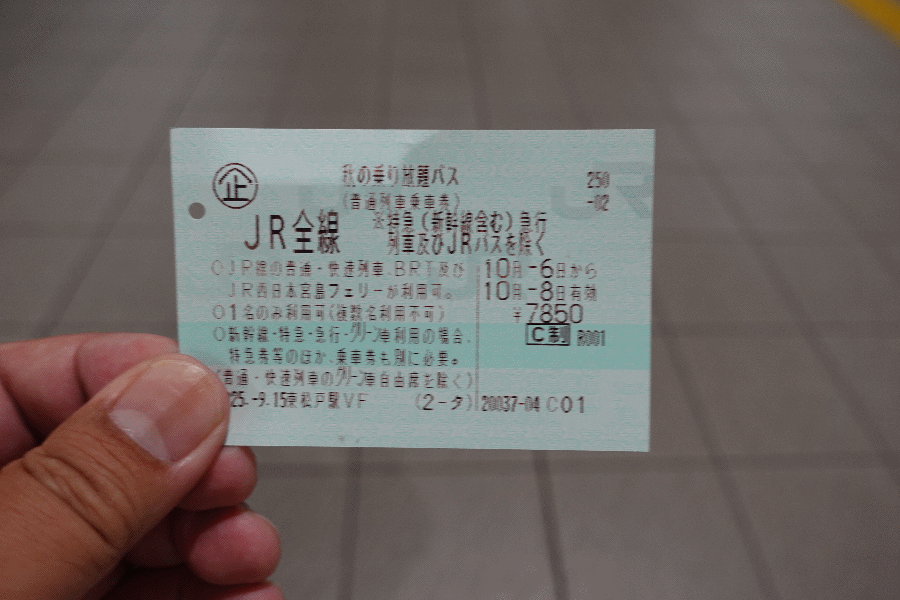 企 秋の乗り放題パス 250
(普通列車乗車券) -02
JR全線 ※特急(新幹線含む)急行
列車及びJRバスを除く
○JR線の普通・快速列車、BRT及び 10月-6日から
JR西日本宮島フェリーが利用可。 10月-8日有効
○1名のみ利用可(複数名利用不可) ¥7850
○新幹線・特急・急行・グリーン車利用の場合、 C制 R001
特急券等のほか、乗車券も別に必要。
(普通・快速列車のグリーン車自由席を除く)
25.-9.15東松戸駅VF (2-タ) 20037-04 C01